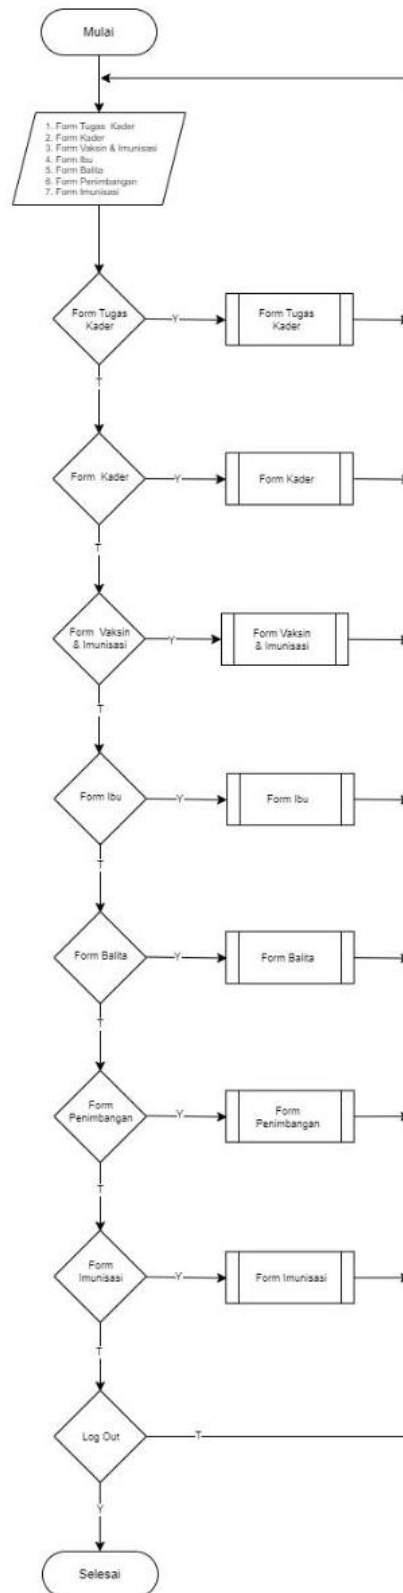 Mulai
1. Form Tugas Kader
2. Form Kader
3. Form Vaksin & Imunisasi
4. Form Ibu
5. Form Balita
6. Form Penimbangan
7. Form Imunisasi
Form Tugas
Kader
Y
Form Tugas
Kader
T
Form Kader
Y
Form Kader
T
Form Vaksin
& Imunisasi
Y
Form Vaksin
& Imunisasi
T
Form Ibu
Y
Form Ibu
T
Form Balita
Y
Form Balita
T
Form
Penimbangan
Y
Form
Penimbangan
T
Form
Imunisasi
Y
Form Imunisasi
T
Log Out
T
Y
Selesai